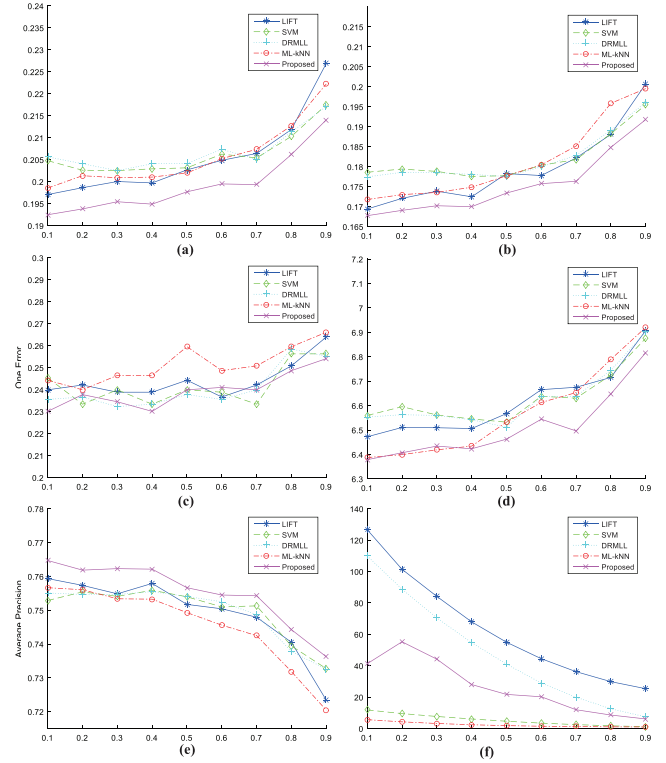 0.24
0.235
0.23
0.225
0.22
0.215
0.21
0.205
0.2
0.195
0.19
LIFT
SVM
DRMLL
ML-kNN
Proposed
0.1 0.2 0.3 0.4 0.5 0.6 0.7 0.8 0.9
(a)
0.215
0.21
0.205
0.2
0.195
0.19
0.185
0.18
0.175
0.17
0.165
LIFT
SVM
DRMLL
ML-kNN
Proposed
0.1 0.2 0.3 0.4 0.5 0.6 0.7 0.8 0.9
(b)
One Error
0.3
0.29
0.28
0.27
0.26
0.25
0.24
0.23
0.22
0.21
0.2
LIFT
SVM
DRMLL
ML-kNN
Proposed
0.1 0.2 0.3 0.4 0.5 0.6 0.7 0.8 0.9
(c)
7.2
7.1
7
6.9
6.8
6.7
6.6
6.5
6.4
6.3
LIFT
SVM
DRMLL
ML-kNN
Proposed
0.1 0.2 0.3 0.4 0.5 0.6 0.7 0.8 0.9
(d)
Average Precision
0.78
0.77
0.76
0.75
0.74
0.73
0.72
LIFT
SVM
DRMLL
ML-kNN
Proposed
0.1 0.2 0.3 0.4 0.5 0.6 0.7 0.8 0.9
(e)
140
120
100
80
60
40
20
0
LIFT
SVM
DRMLL
ML-kNN
Proposed
0.1 0.2 0.3 0.4 0.5 0.6 0.7 0.8 0.9
(f)